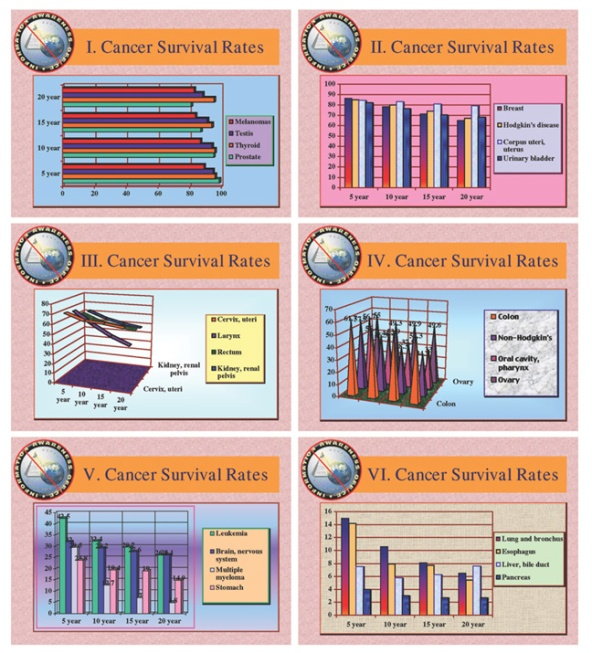 I. Cancer Survival Rates
20 year
15 year
10 year
5 year
0 20 40 60 80 100
Melanomas
Testis
Thyroid
Prostate
II. Cancer Survival Rates
100
90
80
70
60
50
40
30
20
10
0
5 year 10 year 15 year 20 year
Breast
Hodgkin's disease
Corpus uteri,
uterus
Urinary bladder
III. Cancer Survival Rates
80
70
60
50
40
30
20
10
0
5 year 10 year 15 year 20 year
Kidney, renal
pelvis
Cervix, uteri
Cervix, uteri
Larynx
Rectum
Kidney, renal
pelvis
IV. Cancer Survival Rates
70
60
50
40
30
20
10
0
Ovary
Colon
Colon
Non-Hodgkin's
Oral cavity,
pharynx
Ovary
V. Cancer Survival Rates
45
40
35
30
25
20
15
10
5
0
5 year 10 year 15 year 20 year
Leukemia
Brain, nervous
system
Multiple
myeloma
Stomach
VI. Cancer Survival Rates
16
14
12
10
8
6
4
2
0
5 year 10 year 15 year 20 year
Lung and bronchus
Esophagus
Liver, bile duct
Pancreas